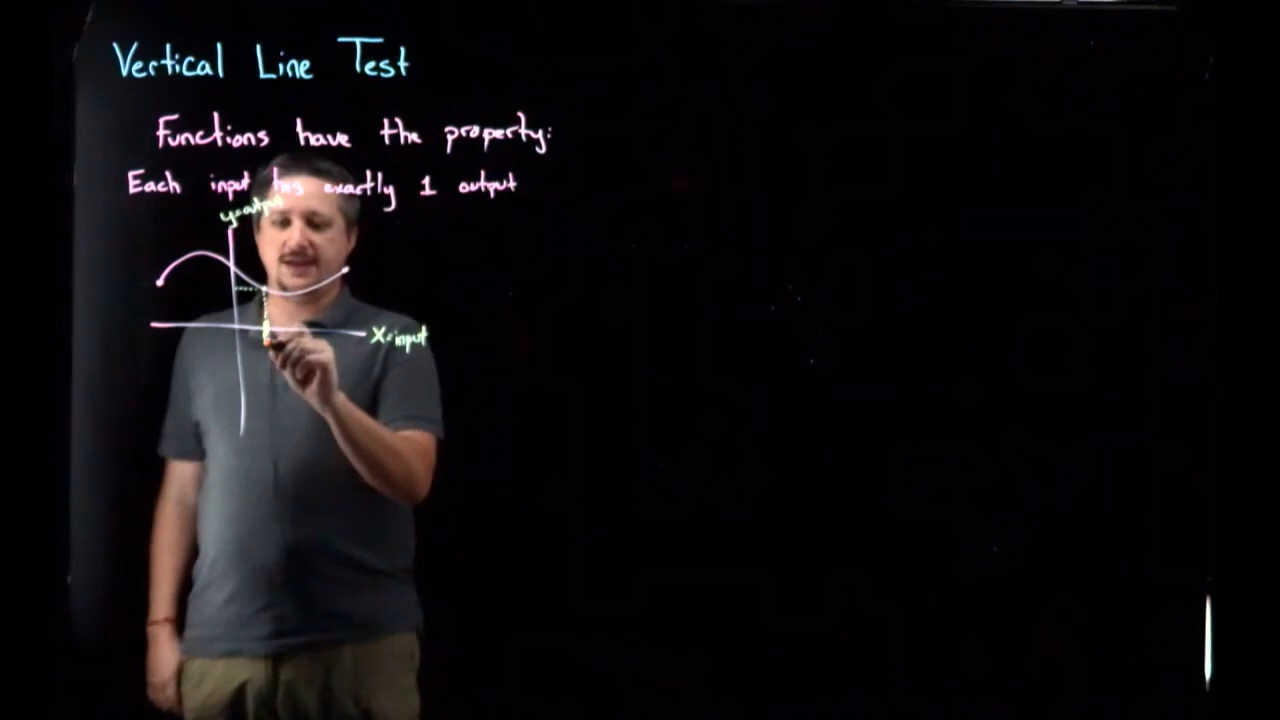 Vertical Line Test
Functions have the property:
Each input has exactly 1 output
y=output
x=input